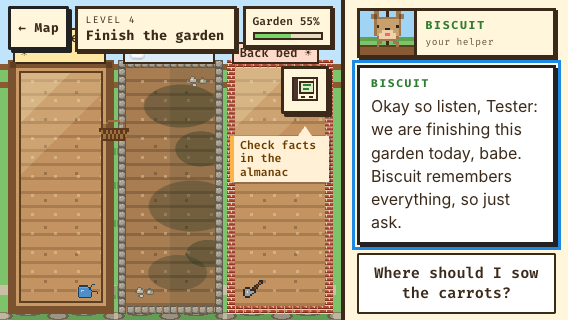 ← Map
LEVEL 4
Finish the garden
Garden 55%
Back bed ☀
Check facts
in the
almanac
BISCUIT
your helper
BISCUIT
Okay so listen, Tester:
we are finishing this
garden today, babe.
Biscuit remembers
everything, so just
ask.
Where should I sow
the carrots?